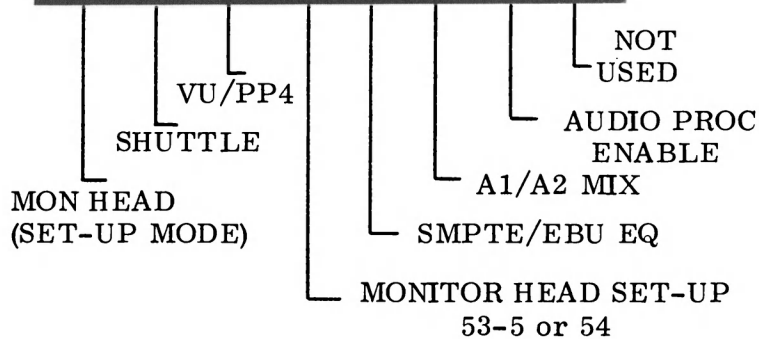 NOT
USED
VU/PP4
AUDIO PROC
ENABLE
SHUTTLE
A1/A2 MIX
MON HEAD
(SET-UP MODE)
SMPTE/EBU EQ
MONITOR HEAD SET-UP
53-5 or 54